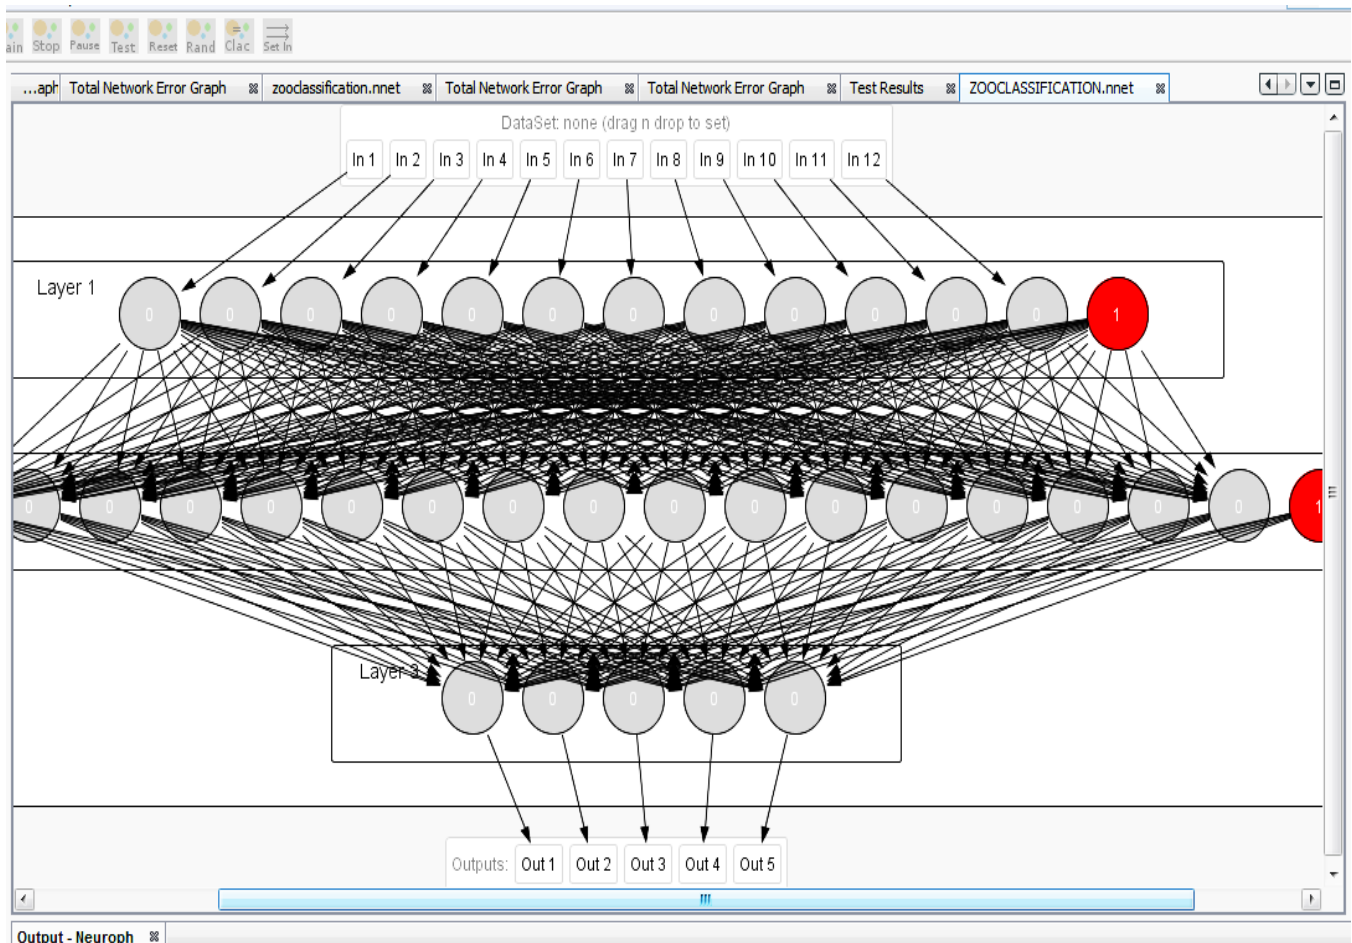 ain Stop Pause Test Reset Rand Clac Set In
...aph Total Network Error Graph zooclassification.nnet Total Network Error Graph Total Network Error Graph Test Results ZOOCLASSIFICATION.nnet
DataSet: none (drag n drop to set)
In 1 In 2 In 3 In 4 In 5 In 6 In 7 In 8 In 9 In 10 In 11 In 12
Layer 1
0 0 0 0 0 0 0 0 0 0 0 0 1
0 0 0 0 0 0 0 0 0 0 0 0 0 0 0 0 1
Layer 3
0 0 0 0 0
Outputs: Out 1 Out 2 Out 3 Out 4 Out 5
Output - Neuroph